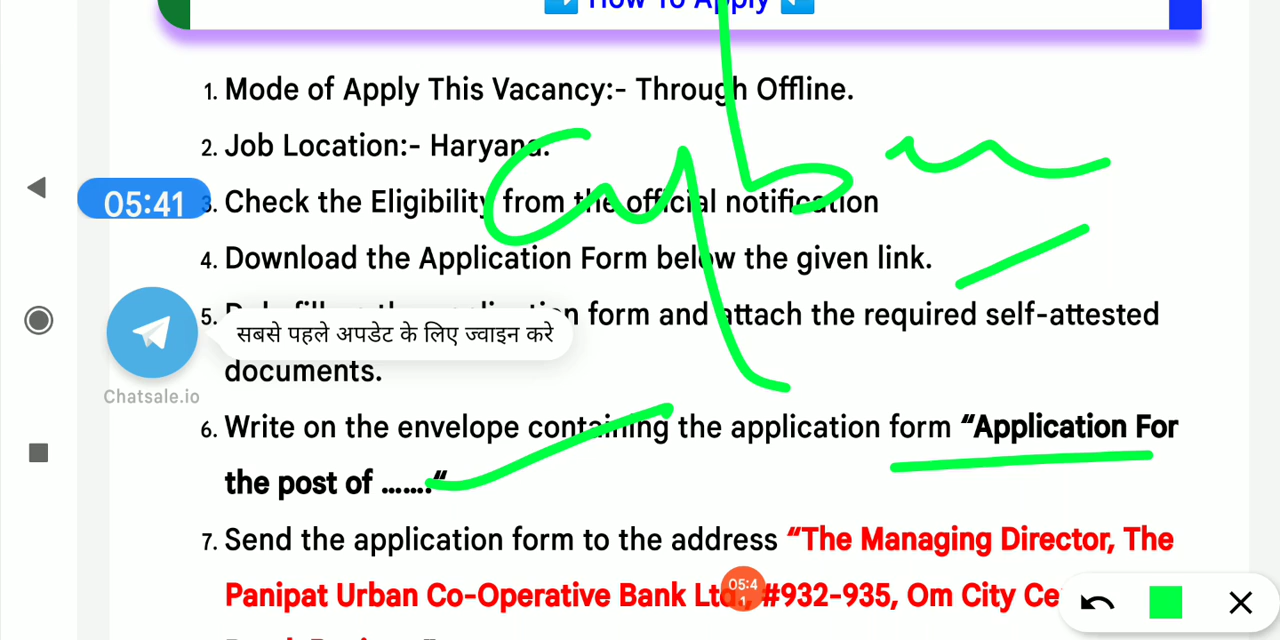 How To Apply
1. Mode of Apply This Vacancy:- Through Offline.
2. Job Location:- Haryana.
05:41
3. Check the Eligibility from the official notification
4. Download the Application Form below the given link.
5. form and attach the required self-attested
सबसे पहले अपडेट के लिए ज्वाइन करे
documents.
Chatsale.io
6. Write on the envelope containing the application form “Application For
the post of …….“
7. Send the application form to the address “The Managing Director, The
Panipat Urban Co-Operative Bank Ltd., #932-935, Om City Ce
05:41